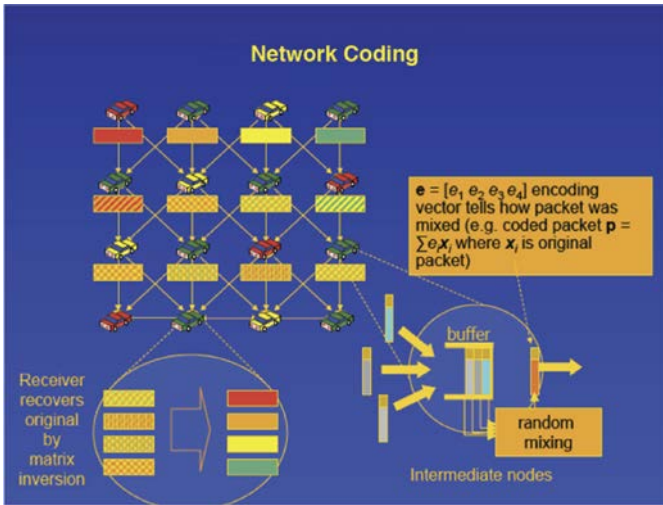 Network Coding
e = [e1 e2 e3 e4] encoding
vector tells how packet was
mixed (e.g. coded packet p =
∑eixi where xi is original
packet)
buffer
random
mixing
Intermediate nodes
Receiver
recovers
original
by
matrix
inversion